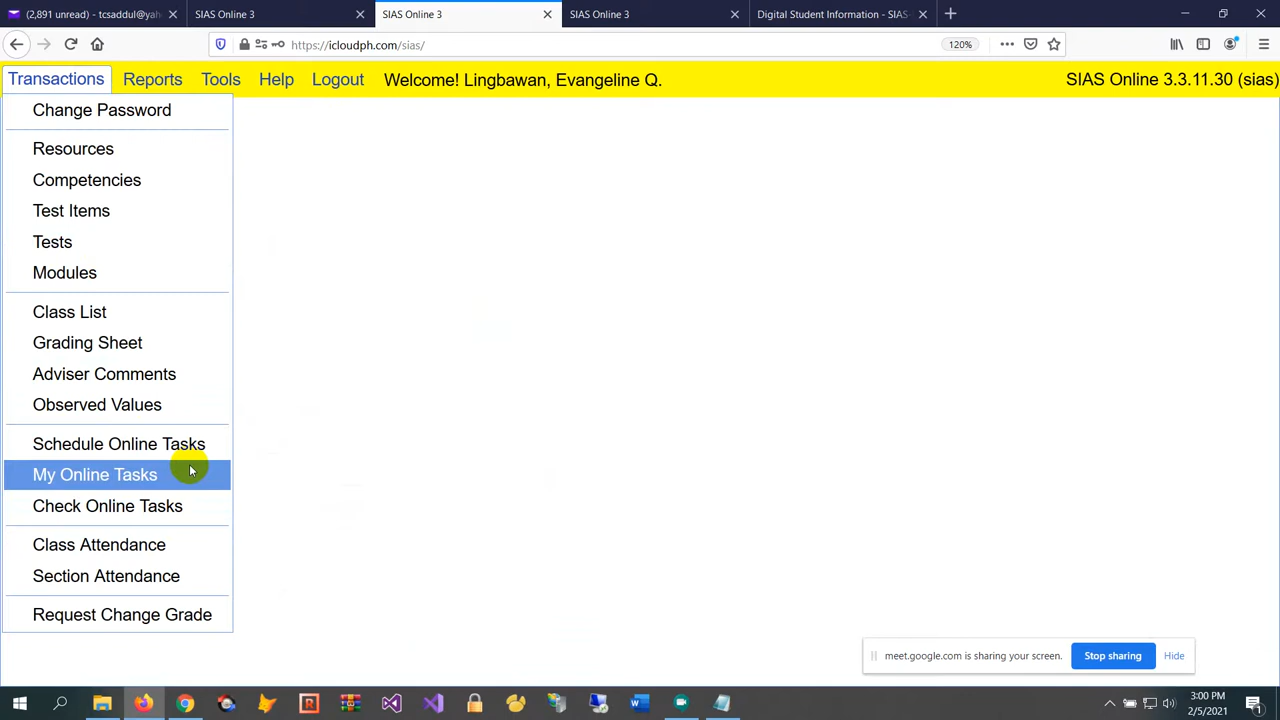 (2,891 unread) - tcsaddul@yah
SIAS Online 3
SIAS Online 3
SIAS Online 3
Digital Student Information - SIAS-
https://icloudph.com/sias/
120%
Transactions
Reports
Tools
Help
Logout
Welcome! Lingbawan, Evangeline Q.
SIAS Online 3.3.11.30 (sias)
Change Password
Resources
Competencies
Test Items
Tests
Modules
Class List
Grading Sheet
Adviser Comments
Observed Values
Schedule Online Tasks
My Online Tasks
Check Online Tasks
Class Attendance
Section Attendance
Request Change Grade
meet.google.com is sharing your screen.
Stop sharing
Hide
3:00 PM
2/5/2021